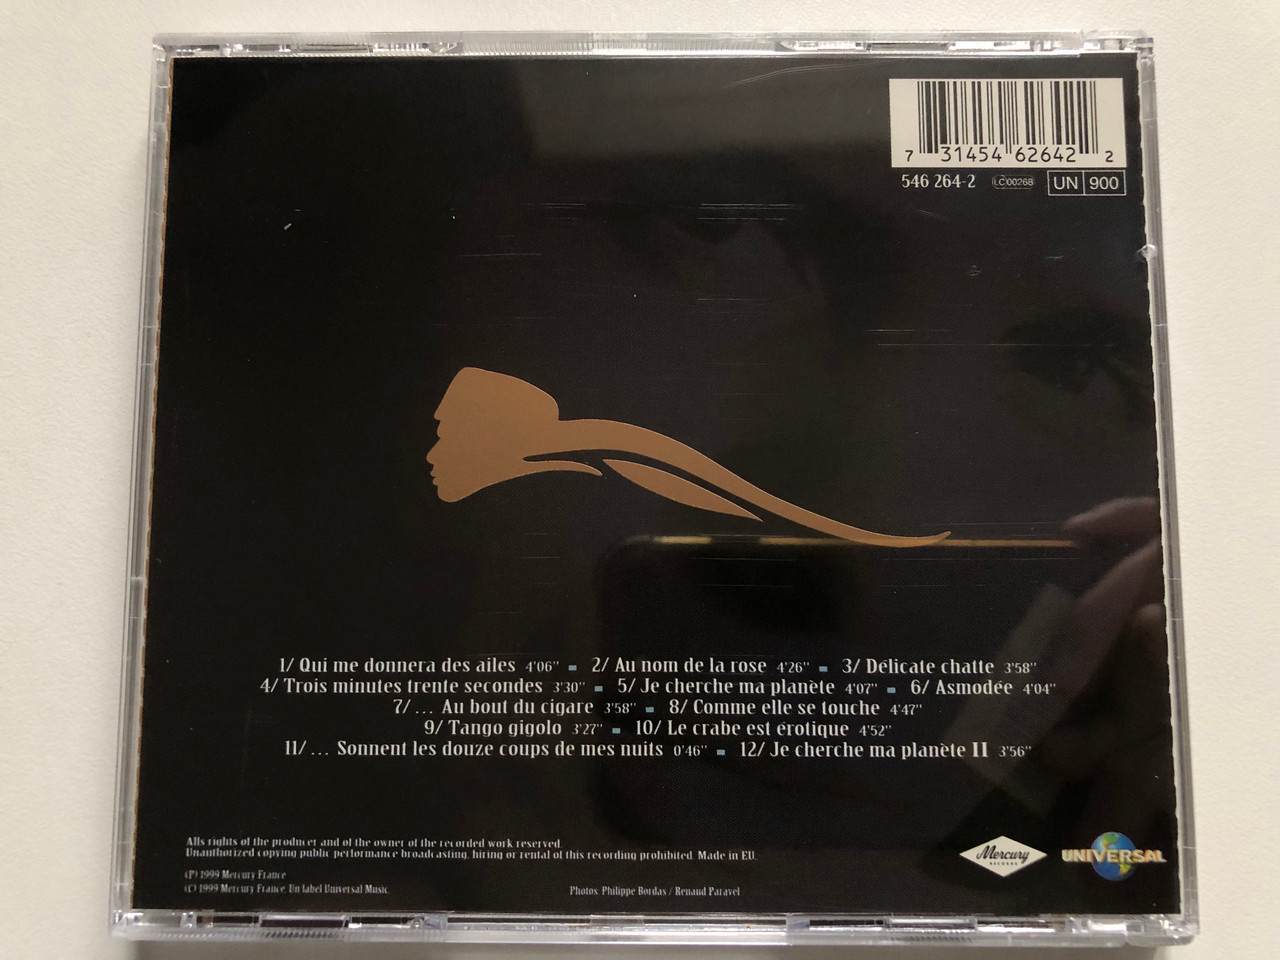 7 31454 62642 2
546 264-2 LC 00268 UN 900
1/ Qui me donnera des ailes 4'06'' 2/ Au nom de la rose 4'26'' 3/ Délicate chatte 3'58''
4/ Trois minutes trente secondes 3'30'' 5/ Je cherche ma planète 4'07'' 6/ Asmodée 4'04''
7/ ... Au bout du cigare 3'58'' 8/ Comme elle se touche 4'47''
9/ Tango gigolo 3'27'' 10/ Le crabe est érotique 4'52''
11/ ... Sonnent les douze coups de mes nuits 0'46'' 12/ Je cherche ma planète II 3'56''
Alls rights of the producer and of the owner of the recorded work reserved.
Unauthorized copying public performance broadcasting, hiring or rental of this recording prohibited. Made in EU.
(P) 1999 Mercury France
(C) 1999 Mercury France, Un label Universal Music.
Photos: Philippe Bordas / Renaud Paravel
Mercury
RECORDS
UNIVERSAL